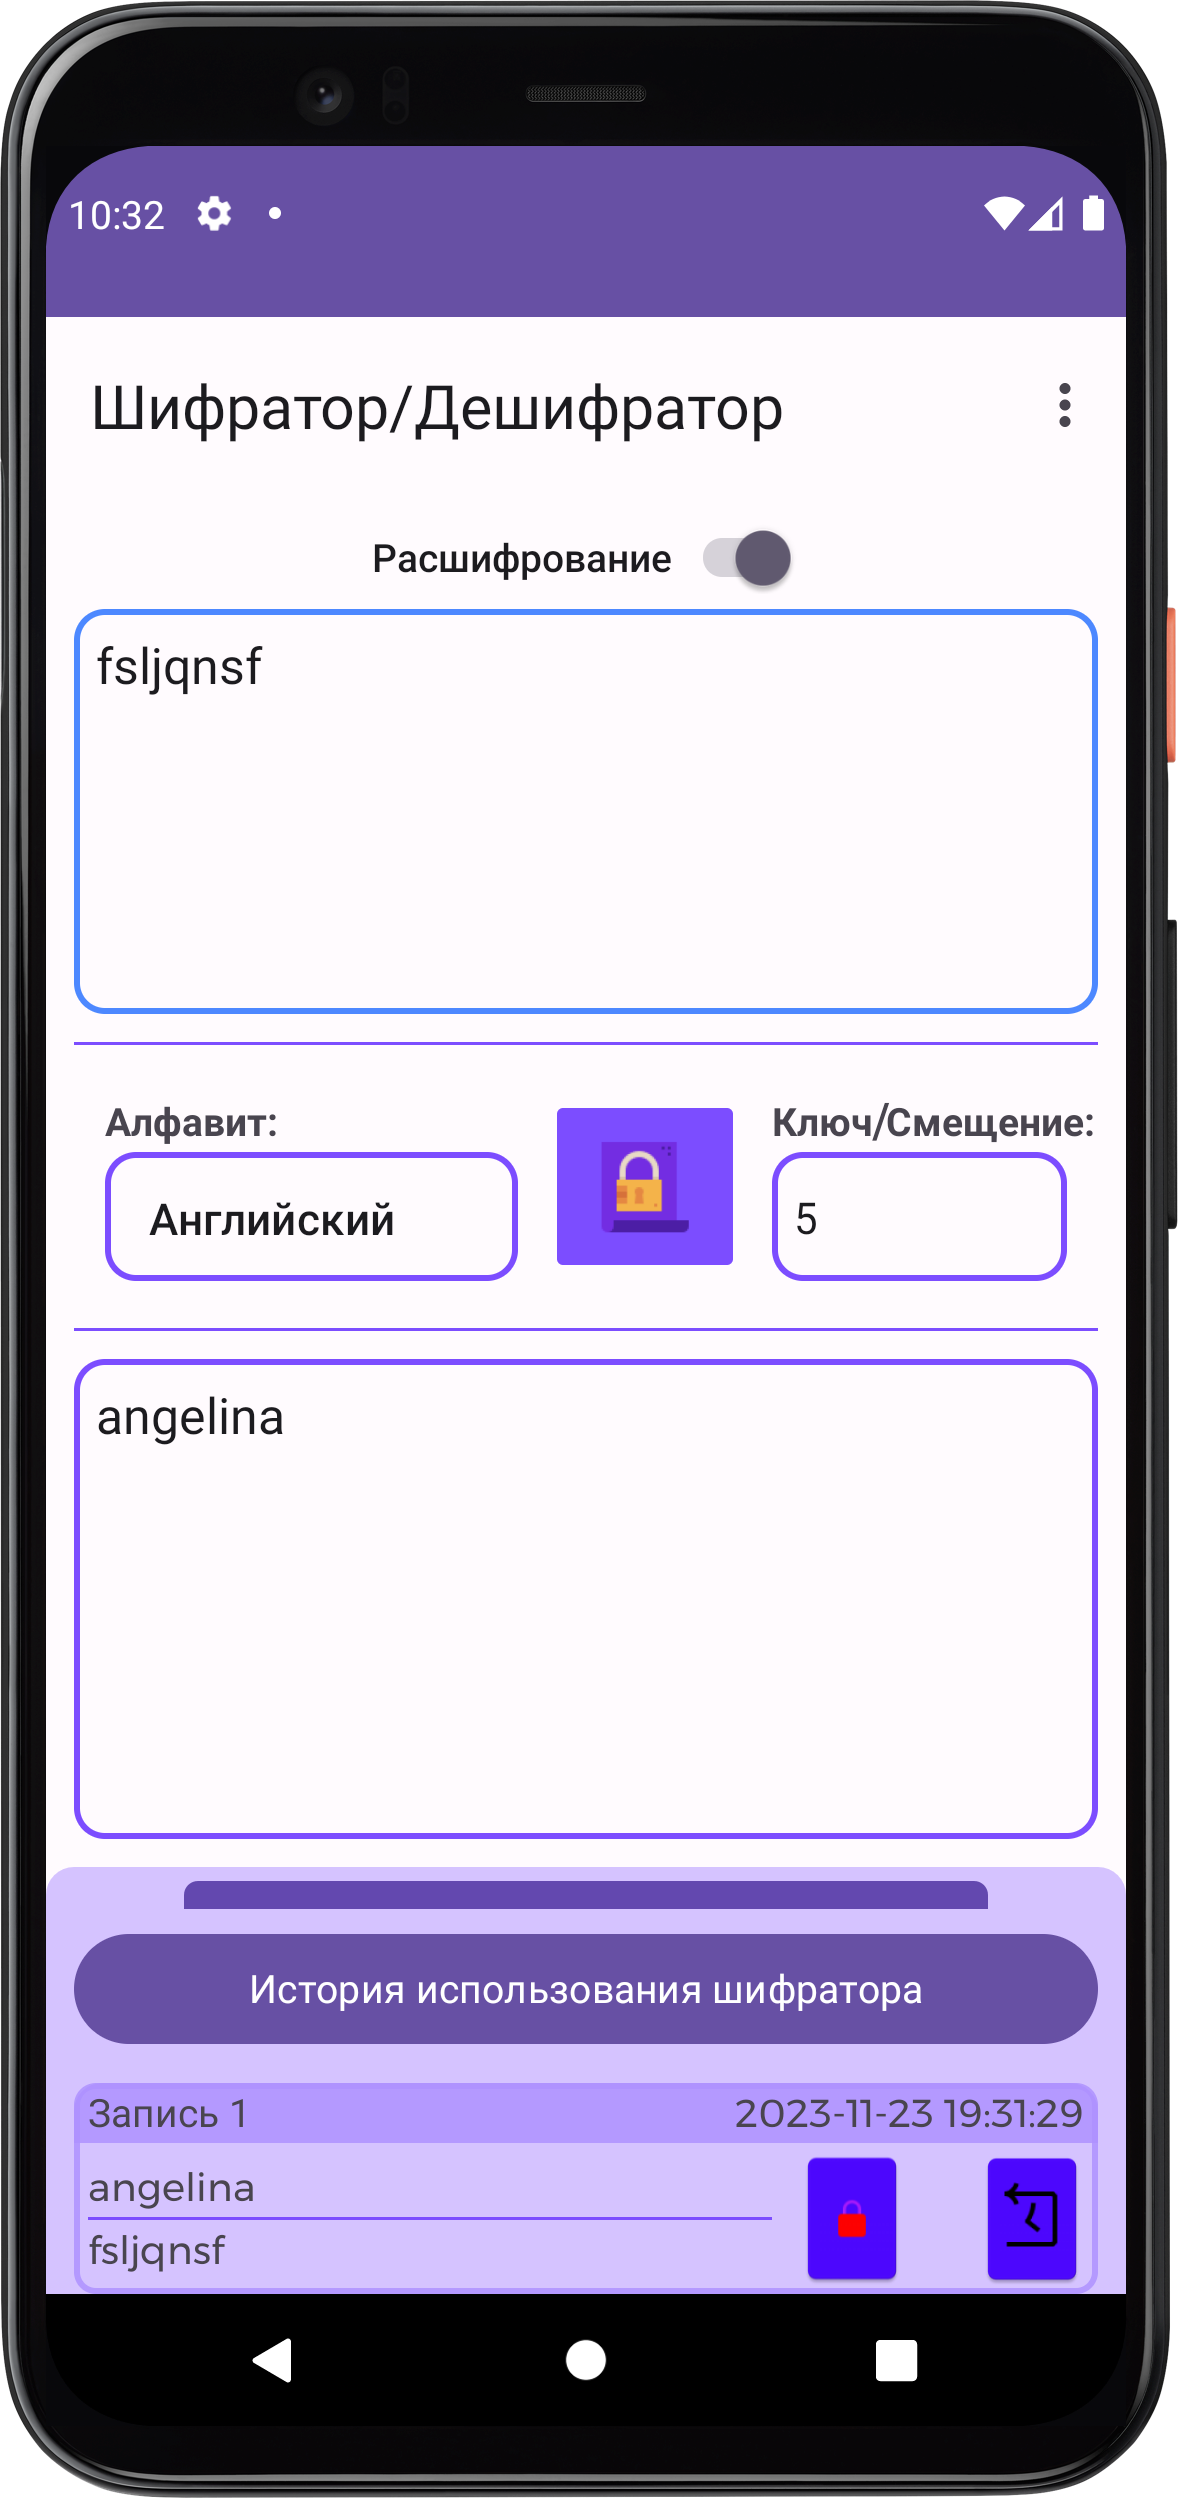 10:32
Шифратор/Дешифратор
Расшифрование
fsljqnsf
Алфавит:
Ключ/Смещение:
Английский
5
angelina
История использования шифратора
Запись 1
2023-11-23 19:31:29
angelina
fsljqnsf